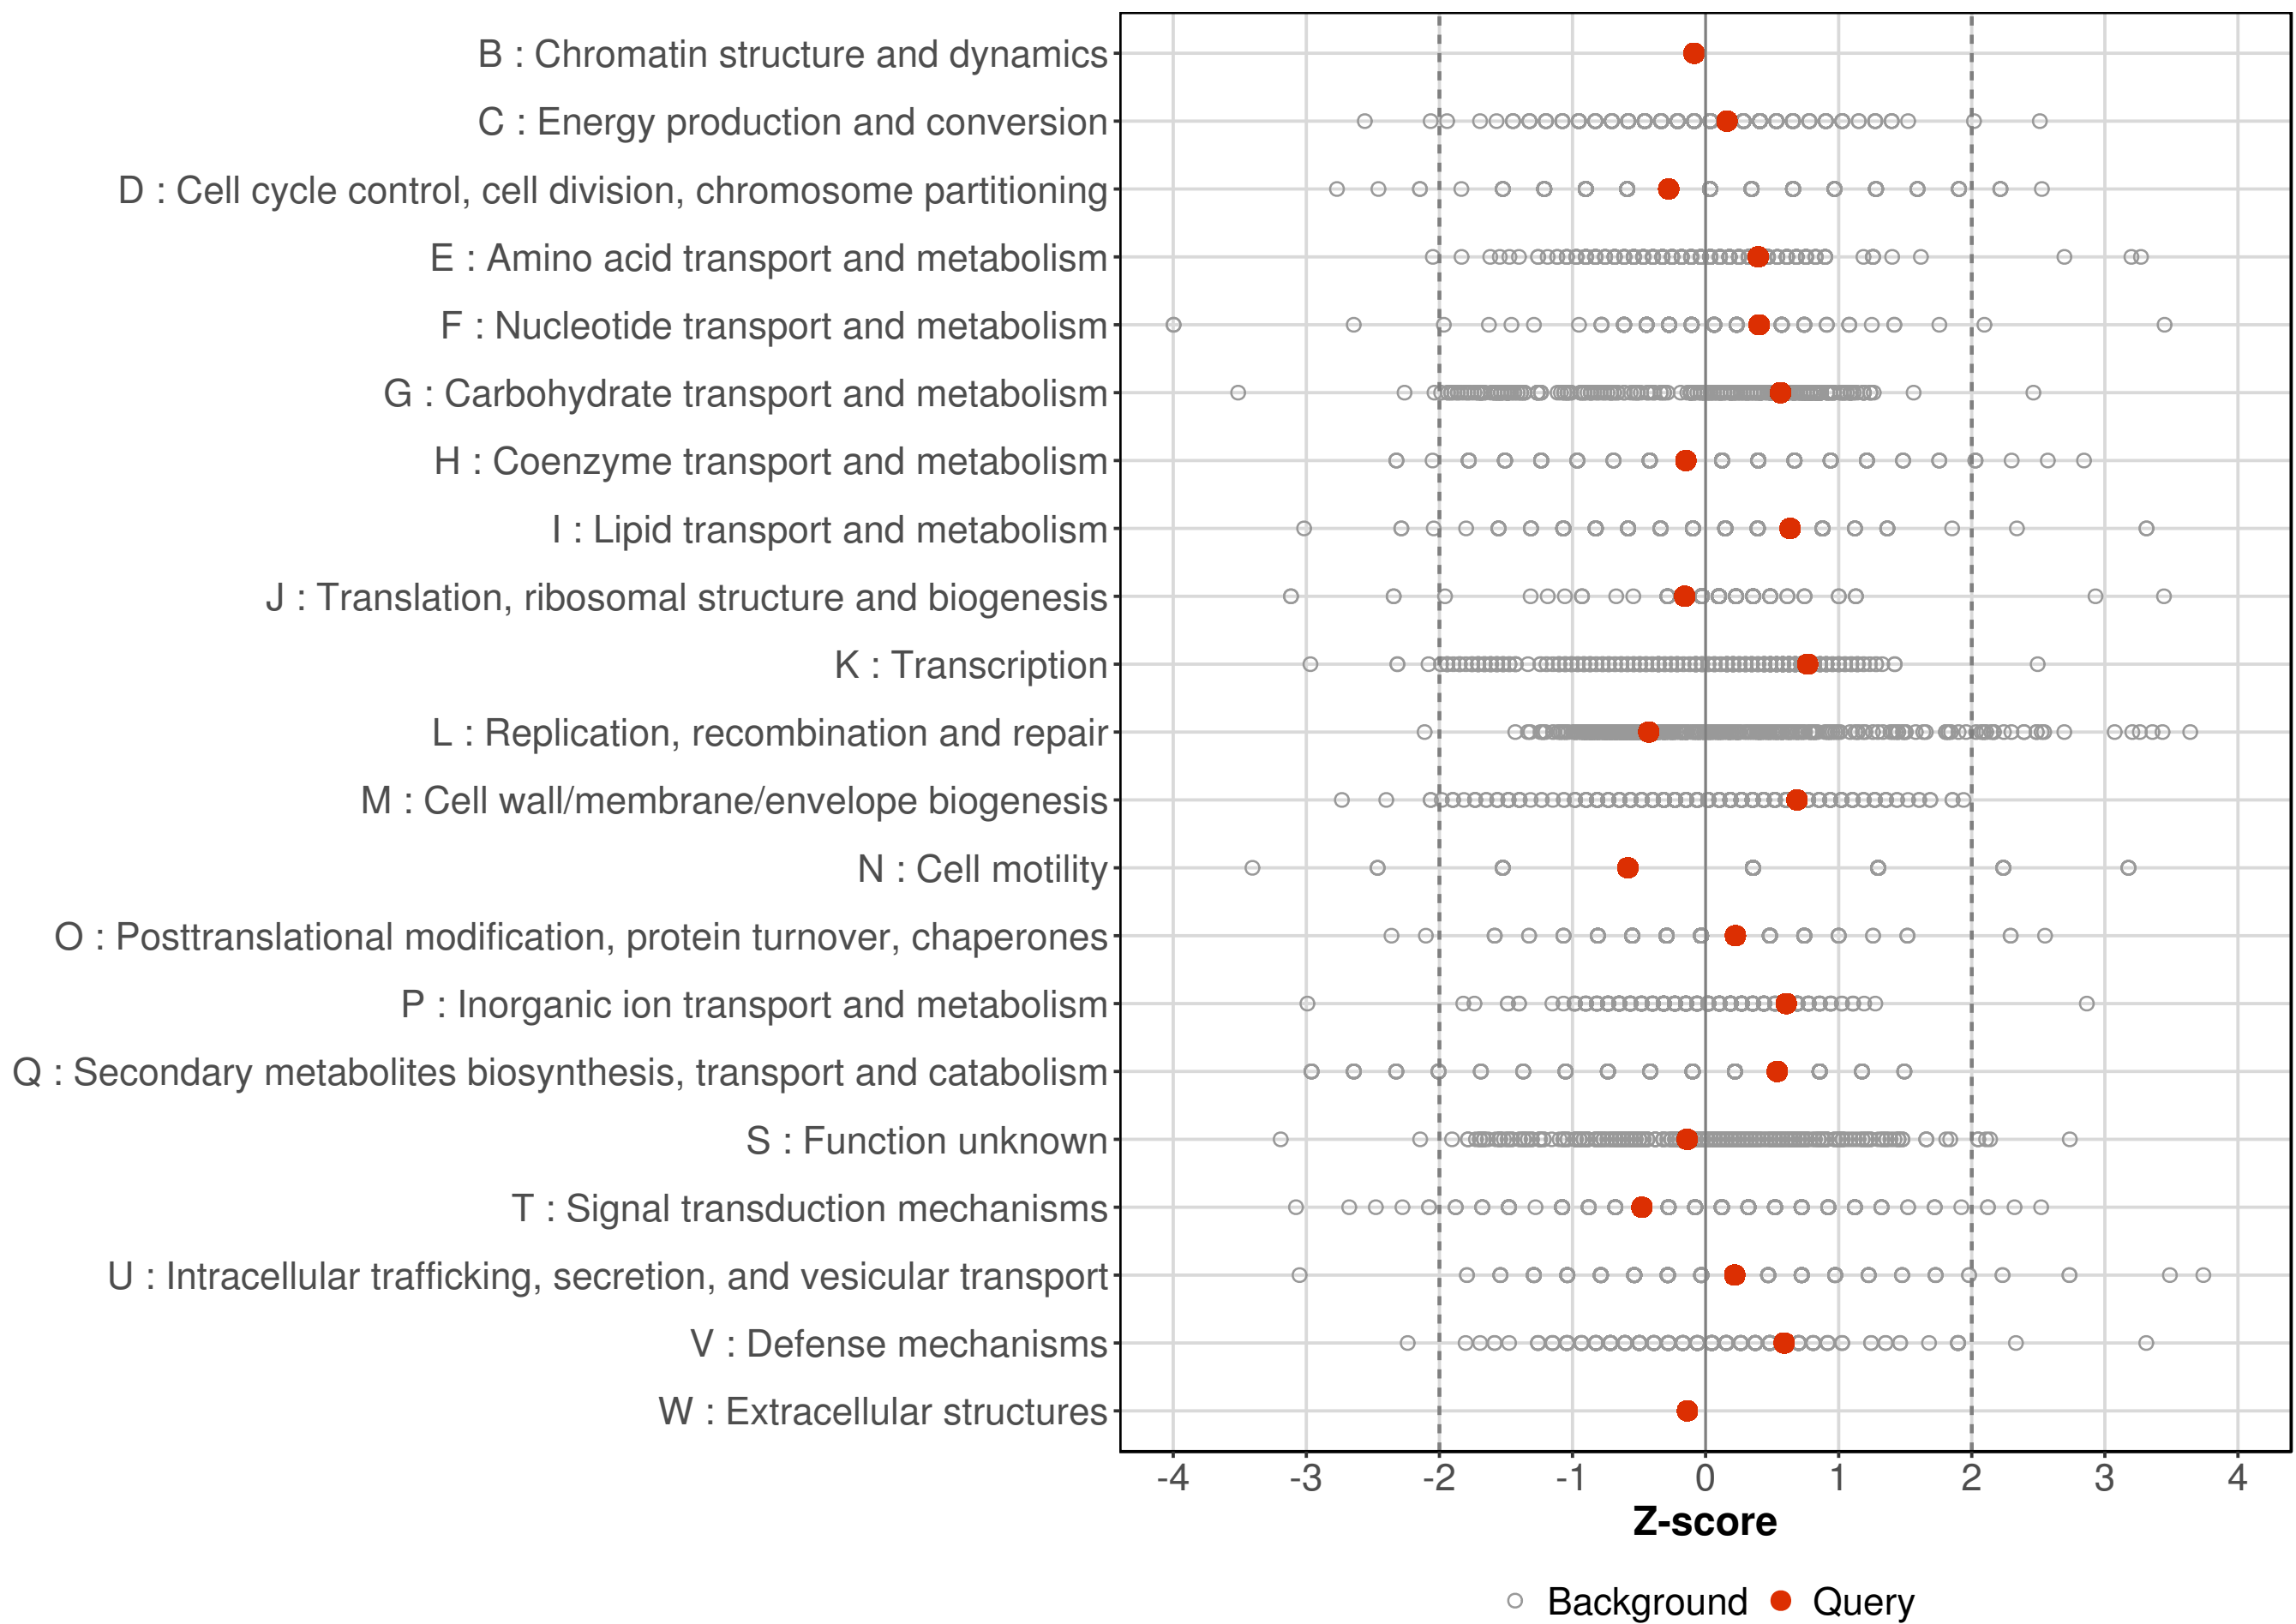 B : Chromatin structure and dynamics
C : Energy production and conversion
D : Cell cycle control, cell division, chromosome partitioning
E : Amino acid transport and metabolism
F : Nucleotide transport and metabolism
G : Carbohydrate transport and metabolism
H : Coenzyme transport and metabolism
I : Lipid transport and metabolism
J : Translation, ribosomal structure and biogenesis
K : Transcription
L : Replication, recombination and repair
M : Cell wall/membrane/envelope biogenesis
N : Cell motility
O : Posttranslational modification, protein turnover, chaperones
P : Inorganic ion transport and metabolism
Q : Secondary metabolites biosynthesis, transport and catabolism
S : Function unknown
T : Signal transduction mechanisms
U : Intracellular trafficking, secretion, and vesicular transport
V : Defense mechanisms
W : Extracellular structures
-4 -3 -2 -1 0 1 2 3 4
Z-score
Background Query